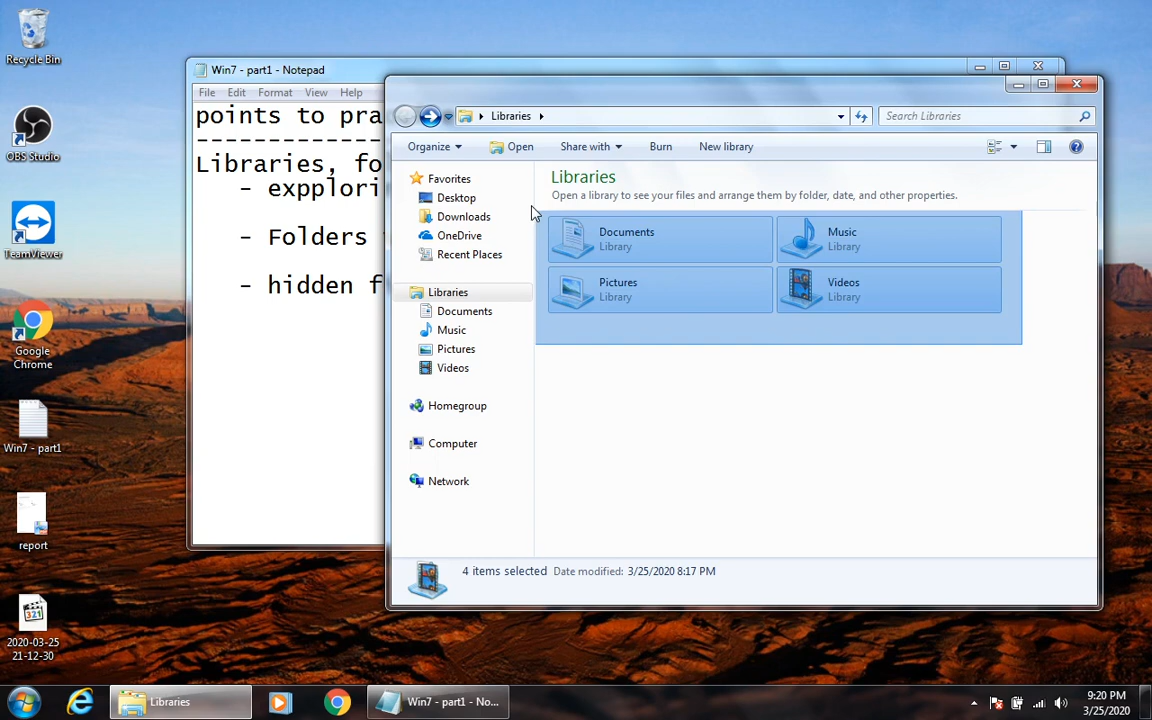 Recycle Bin
OBS Studio
TeamViewer
Google
Chrome
Win7 - part1
report
321
2020-03-25
21-12-30
Win7 - part1 - Notepad
File Edit Format View Help
points to pra
--------------
Libraries, fo
- expplori
- Folders
- hidden f
Libraries
Search Libraries
Organize Open Share with Burn New library
Favorites
Desktop
Downloads
OneDrive
Recent Places
Libraries
Documents
Music
Pictures
Videos
Homegroup
Computer
Network
Libraries
Open a library to see your files and arrange them by folder, date, and other properties.
Documents
Library
Music
Library
Pictures
Library
Videos
Library
4 items selected Date modified: 3/25/2020 8:17 PM
Libraries
Win7 - part1 - No...
9:20 PM
3/25/2020